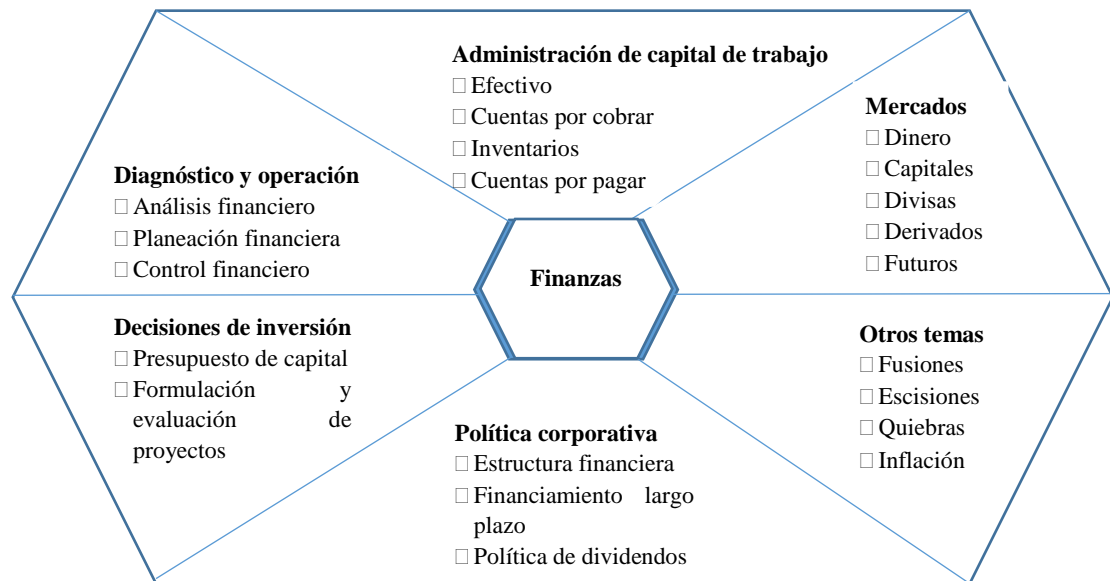 Administración de capital de trabajo
□ Efectivo
□ Cuentas por cobrar
□ Inventarios
□ Cuentas por pagar
Mercados
□ Dinero
□ Capitales
□ Divisas
□ Derivados
□ Futuros
Diagnóstico y operación
□ Análisis financiero
□ Planeación financiera
□ Control financiero
Finanzas
Decisiones de inversión
□ Presupuesto de capital
□ Formulación y
evaluación de
proyectos
Otros temas
□ Fusiones
□ Escisiones
□ Quiebras
□ Inflación
Política corporativa
□ Estructura financiera
□ Financiamiento largo
plazo
□ Política de dividendos